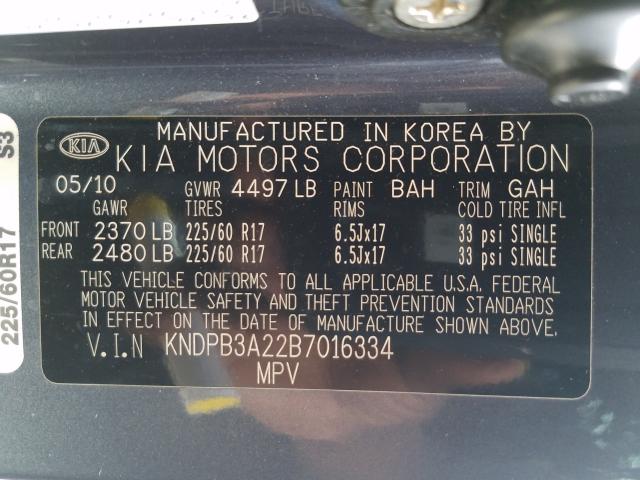 MANUFACTURED IN KOREA BY
KIA KIA MOTORS CORPORATION
05/10 GVWR 4497 LB PAINT BAH TRIM GAH
GAWR TIRES RIMS COLD TIRE INFL
FRONT 2370 LB 225/60 R17 6.5Jx17 33 psi SINGLE
REAR 2480 LB 225/60 R17 6.5Jx17 33 psi SINGLE
THIS VEHICLE CONFORMS TO ALL APPLICABLE U.S.A. FEDERAL
MOTOR VEHICLE SAFETY AND THEFT PREVENTION STANDARDS
IN EFFECT ON THE DATE OF MANUFACTURE SHOWN ABOVE.
V.I.N KNDPB3A22B7016334
MPV
225/60R17 S3